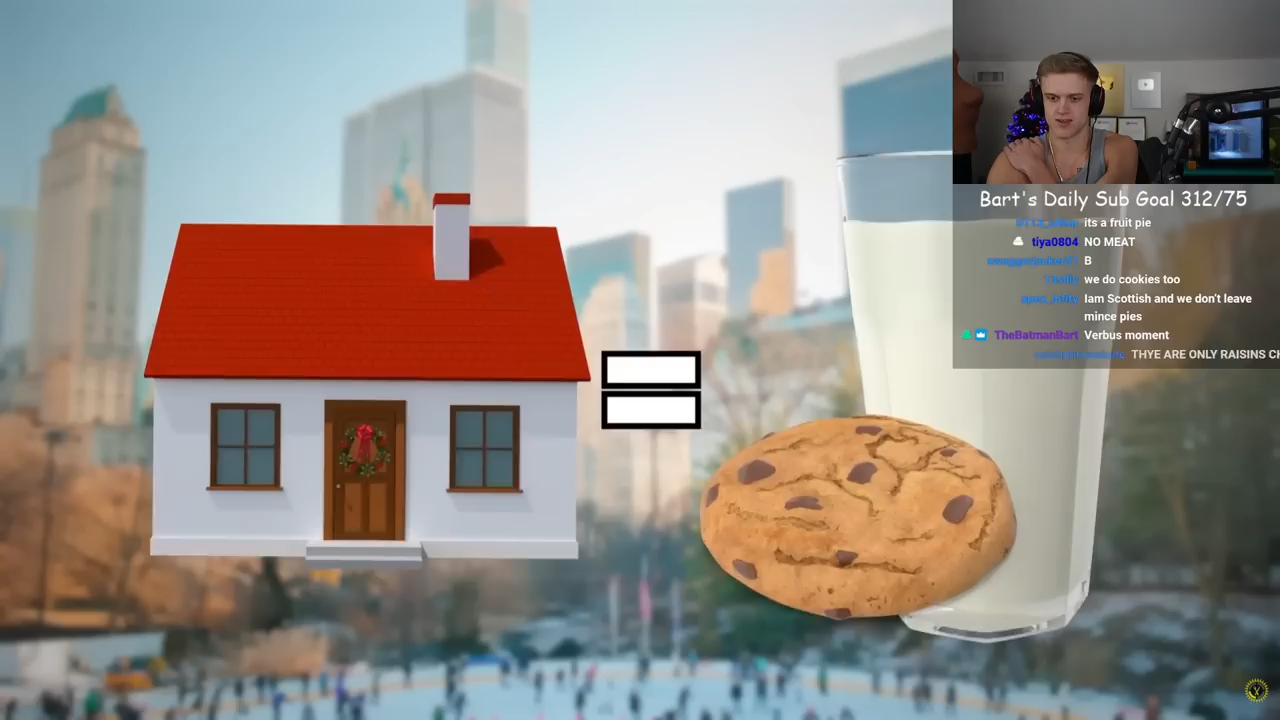 Bart's Daily Sub Goal 312/75
its a fruit pie
tiya0804 NO MEAT
B
we do cookies too
Iam Scottish and we don't leave
mince pies
TheBatmanBart Verbus moment
THYE ARE ONLY RAISINS CH